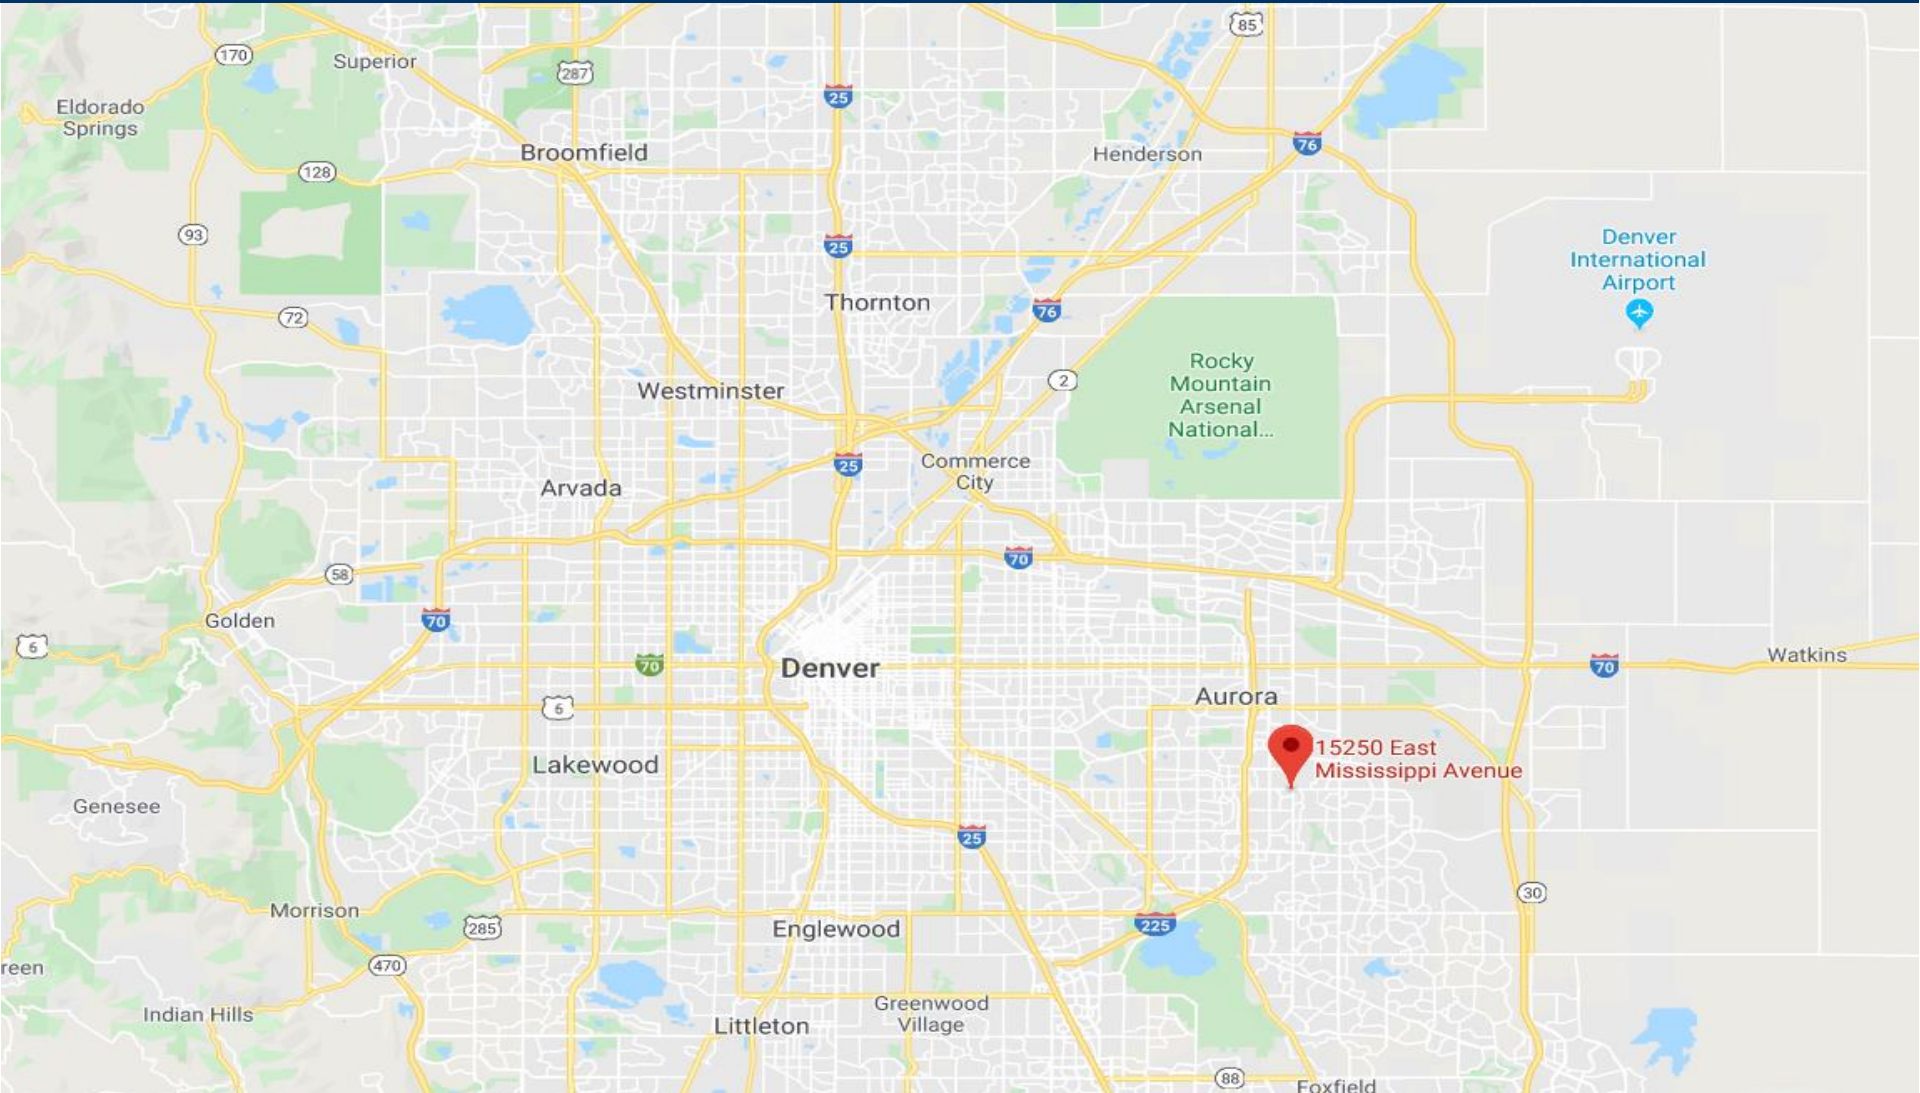 85
170
Superior
287
25
Eldorado
Springs
76
Broomfield
Henderson
128
93
Denver
International
Airport
25
Thornton
76
72
Rocky
Mountain
Arsenal
National...
2
Westminster
25
Commerce
City
Arvada
70
58
Golden
70
6
Watkins
70
70
Denver
Aurora
6
15250 East
Mississippi Avenue
Lakewood
Genesee
25
30
Morrison
285
Englewood
225
470
reen
Indian Hills
Greenwood
Village
Littleton
88
Foxfield